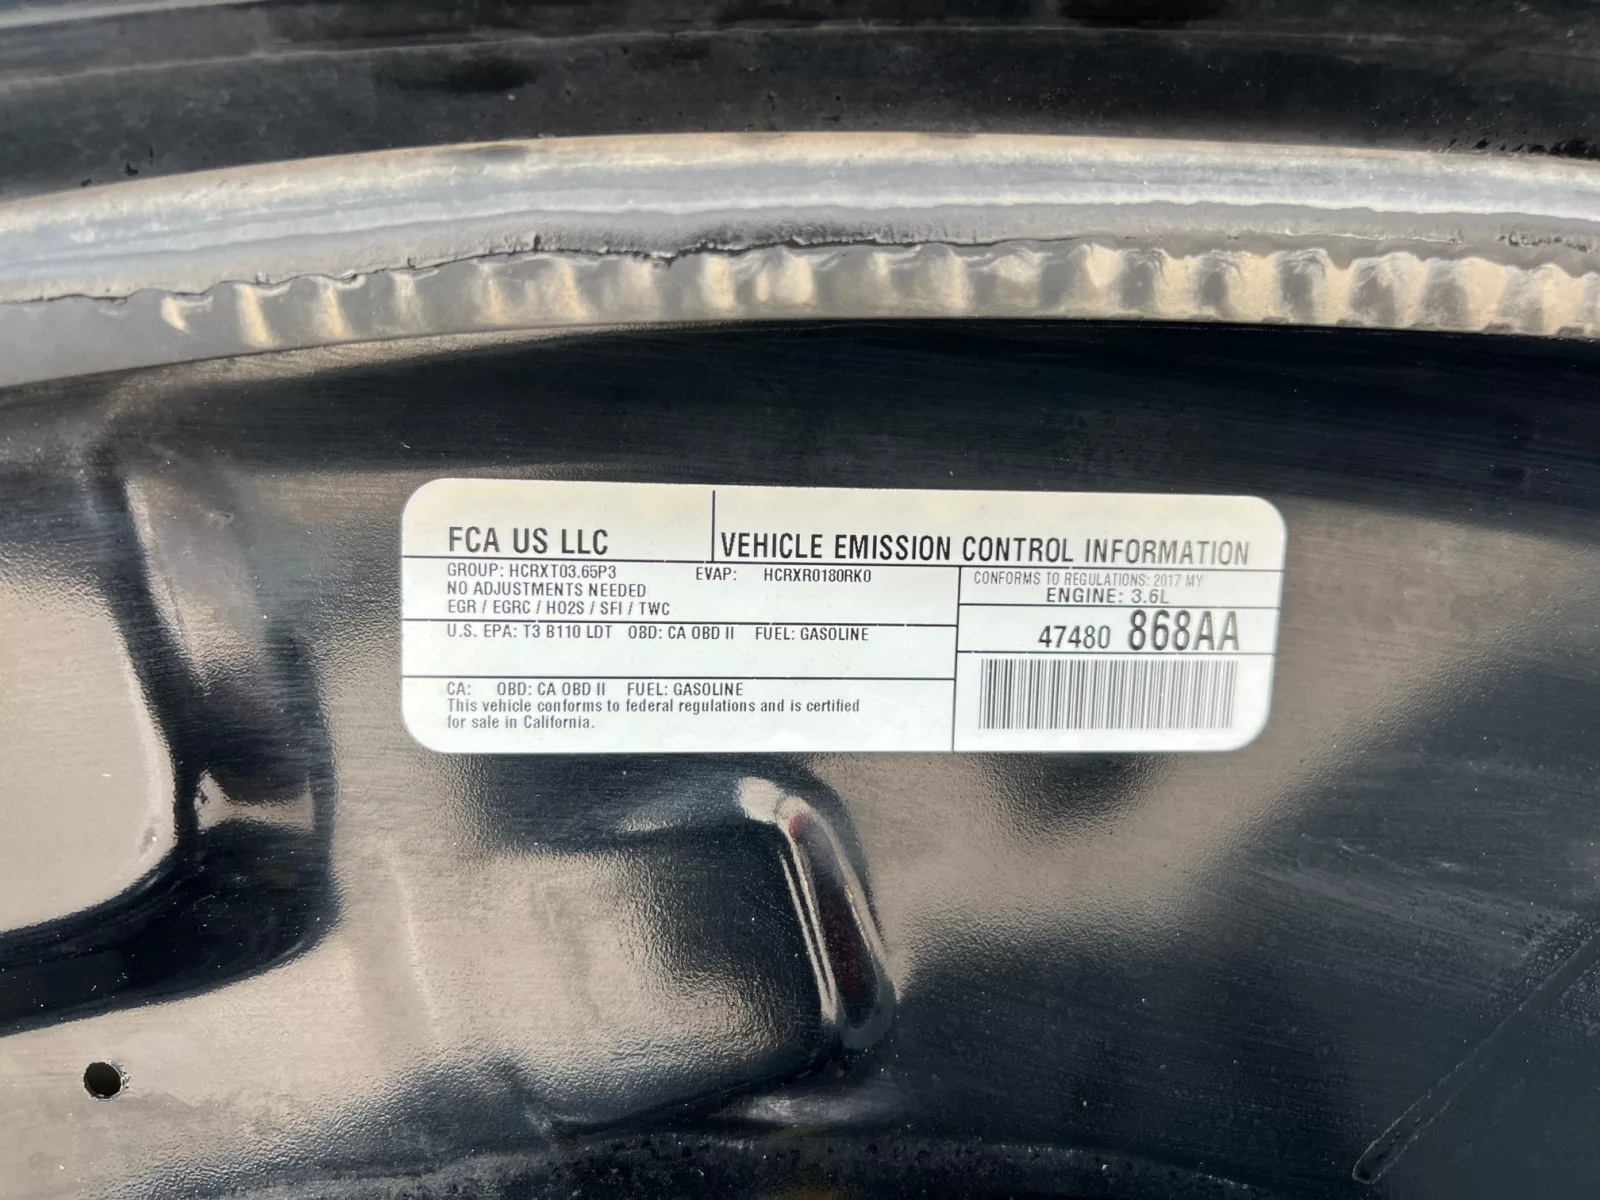 FCA US LLC
VEHICLE EMISSION CONTROL INFORMATION
GROUP: HCRXT03.65P3 EVAP: HCRXR0180RK0
NO ADJUSTMENTS NEEDED
EGR / EGRC / HO2S / SFI / TWC
CONFORMS TO REGULATIONS: 2017 MY
ENGINE: 3.6L
U.S. EPA: T3 B110 LDT OBD: CA OBD II FUEL: GASOLINE
47480 868AA
CA: OBD: CA OBD II FUEL: GASOLINE
This vehicle conforms to federal regulations and is certified
for sale in California.